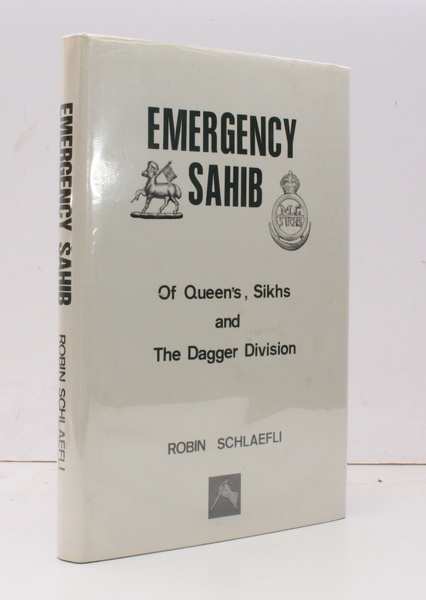 EMERGENCY SAHIB
ROBIN SCHLAEFLI
EMERGENCY
SAHIB
Of Queen's, Sikhs
and
The Dagger Division
ROBIN SCHLAEFLI